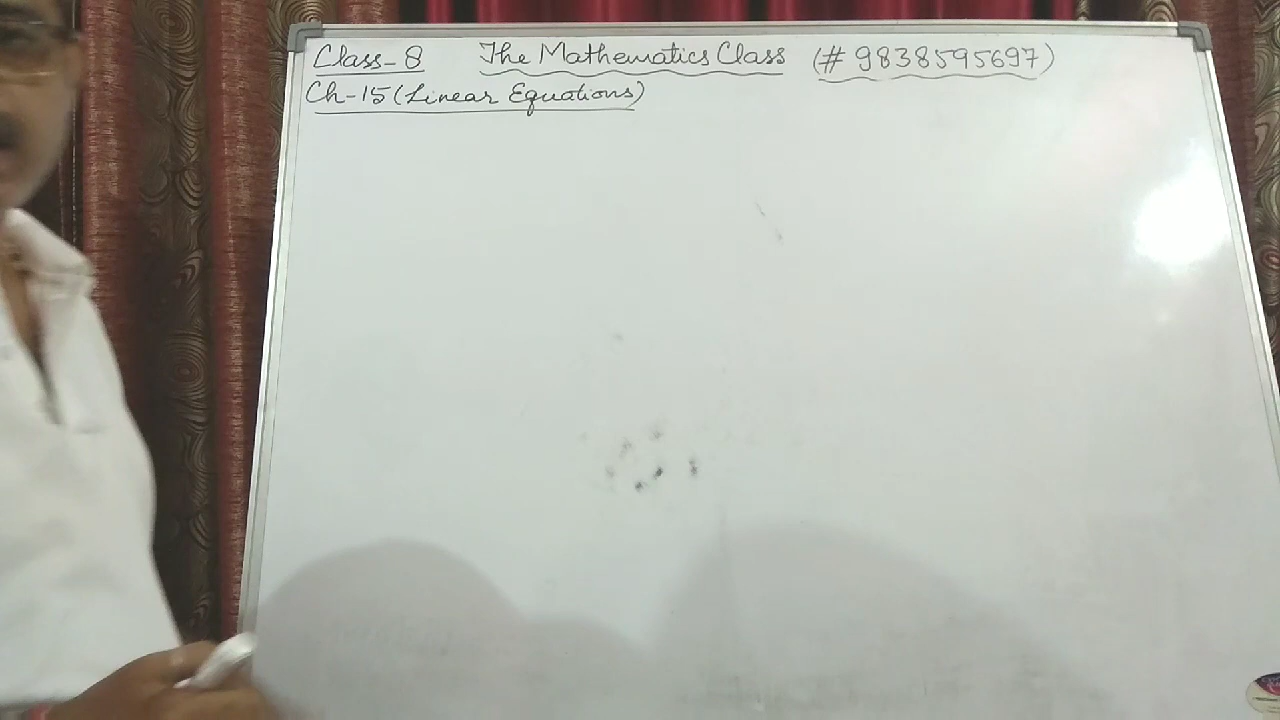 Class-8 The Mathematics Class (# 9838595697)
Ch-15 (Linear Equations)